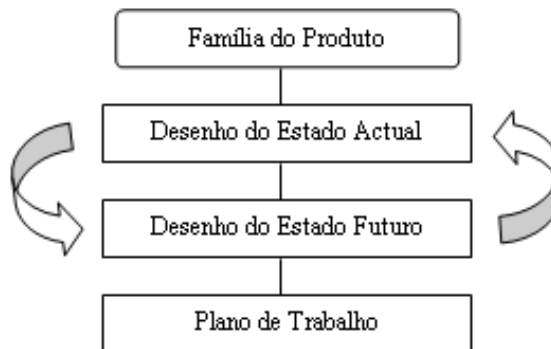 Família do Produto
Desenho do Estado Actual
Desenho do Estado Futuro
Plano de Trabalho